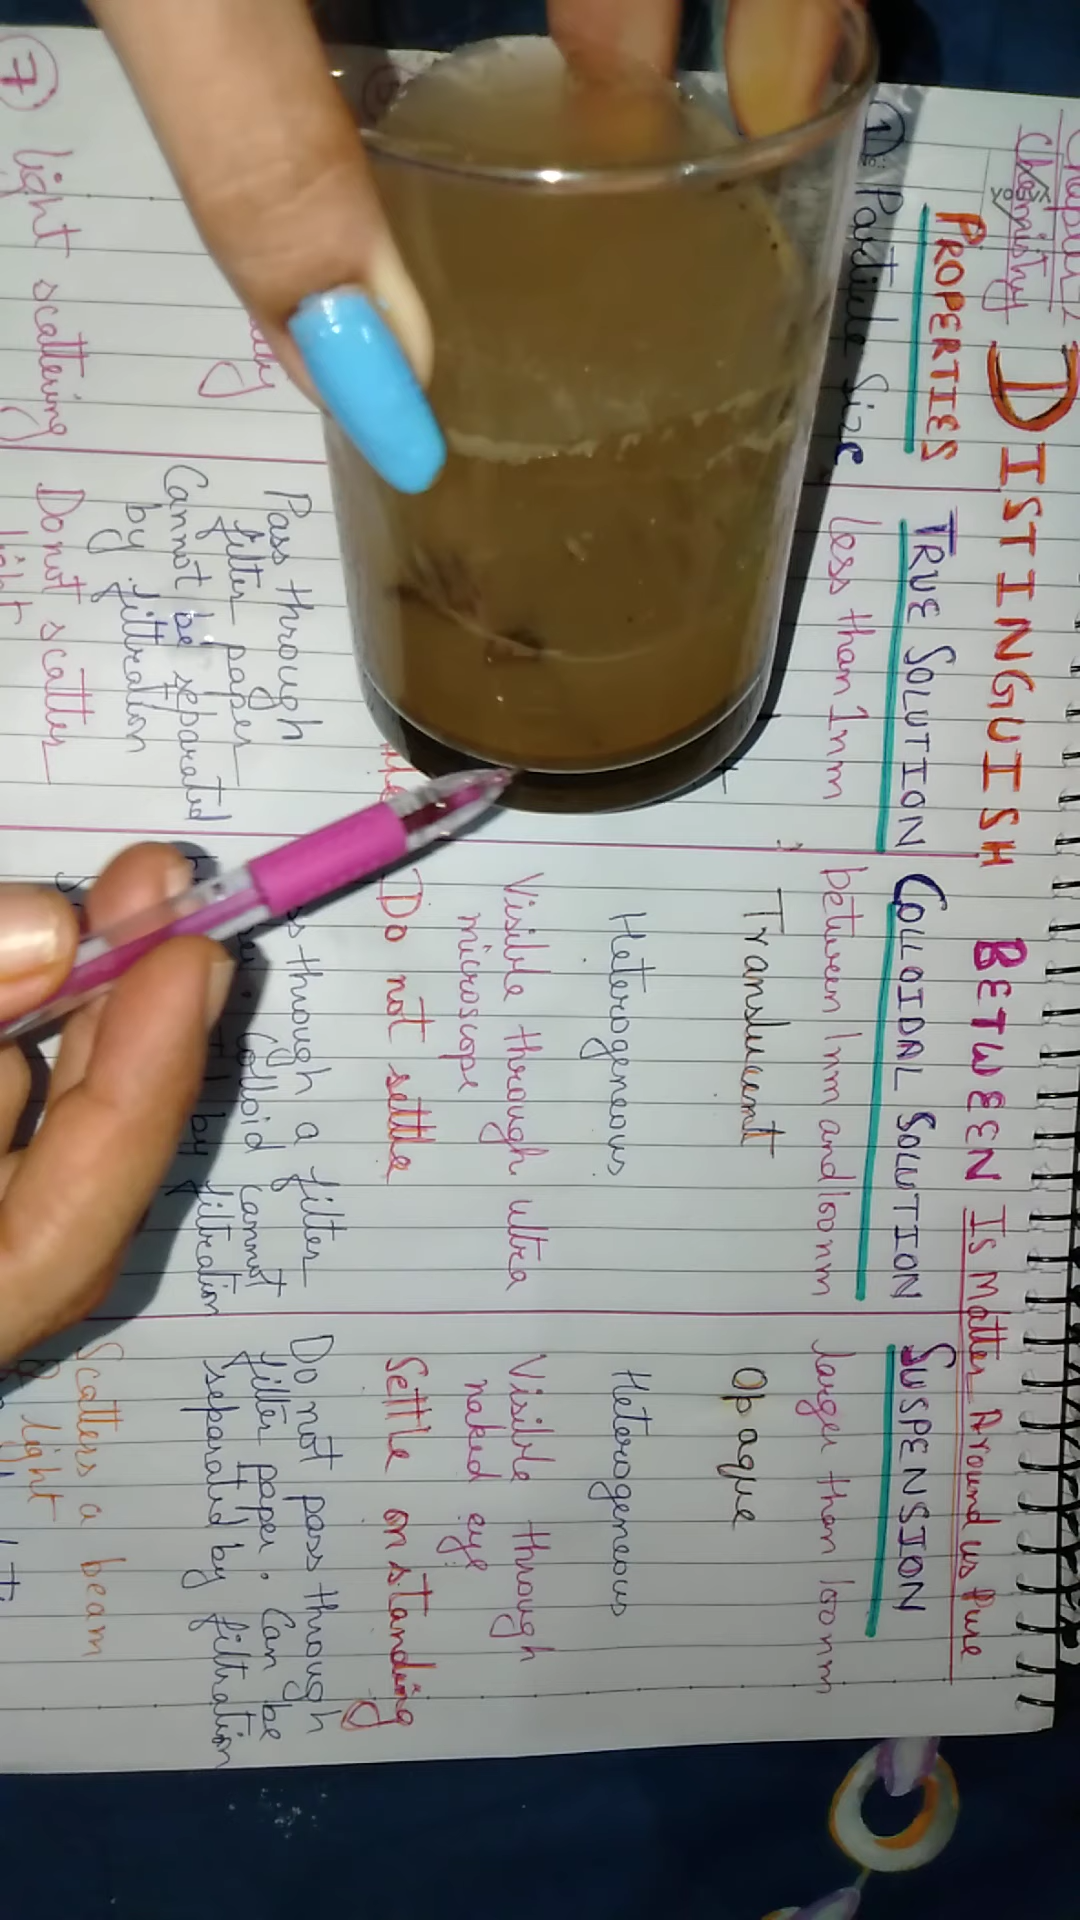 Chapter 2
Chemistry
DISTINGUISH BETWEEN Is Matter Around us Pure
PROPERTIES TRUE SOLUTION COLLOIDAL SOLUTION SUSPENSION
① Particle Size less than 1nm between 1nm and 100nm larger than 100nm
Translucent Opaque
Heterogeneous Heterogeneous
Visible through ultra Visible through
microscope naked eye
Do not settle Settle on standing
Pass through through a filter Do not pass through
filter paper Colloid cannot filter paper. Can be
Cannot be separated by filtration separated by filtration
by filtration
⑦ light scattering Donot scatter Scatters a beam
light light